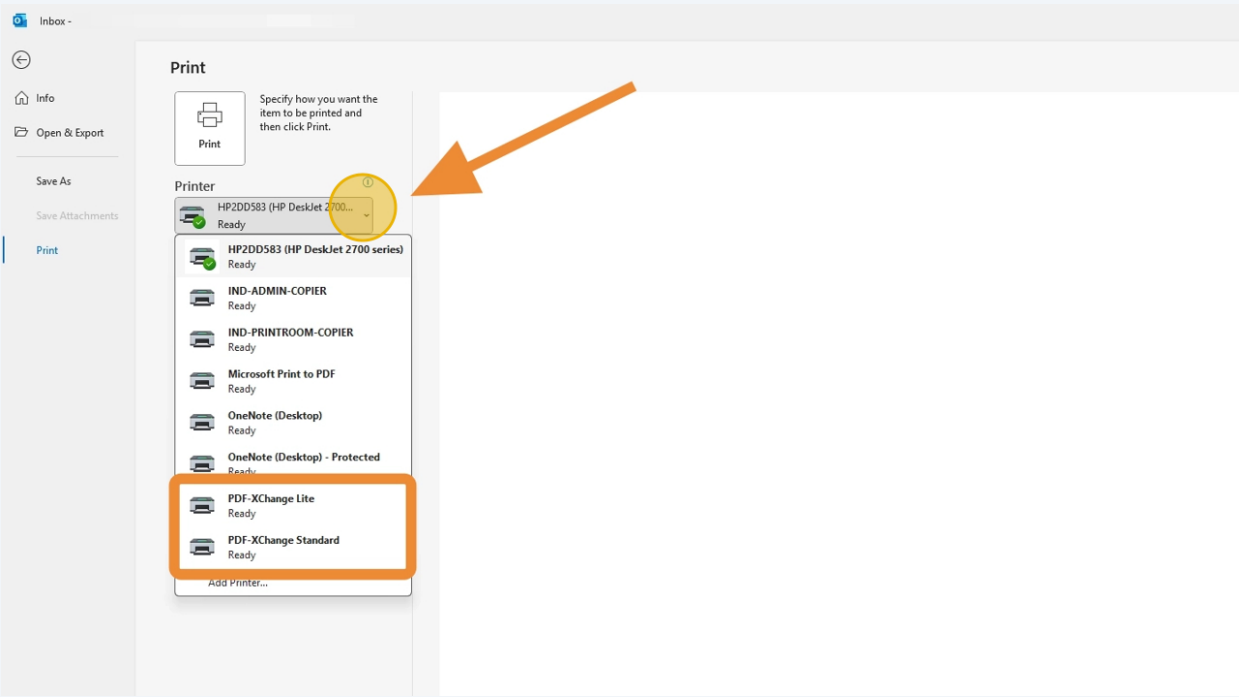 Inbox -
Info
Open & Export
Save As
Save Attachments
Print
Print
Print
Specify how you want the
item to be printed and
then click Print.
Printer
HP2DD583 (HP DeskJet 2700...
Ready
HP2DD583 (HP DeskJet 2700 series)
Ready
IND-ADMIN-COPIER
Ready
IND-PRINTROOM-COPIER
Ready
Microsoft Print to PDF
Ready
OneNote (Desktop)
Ready
OneNote (Desktop) - Protected
Ready
PDF-XChange Lite
Ready
PDF-XChange Standard
Ready
Add Printer...